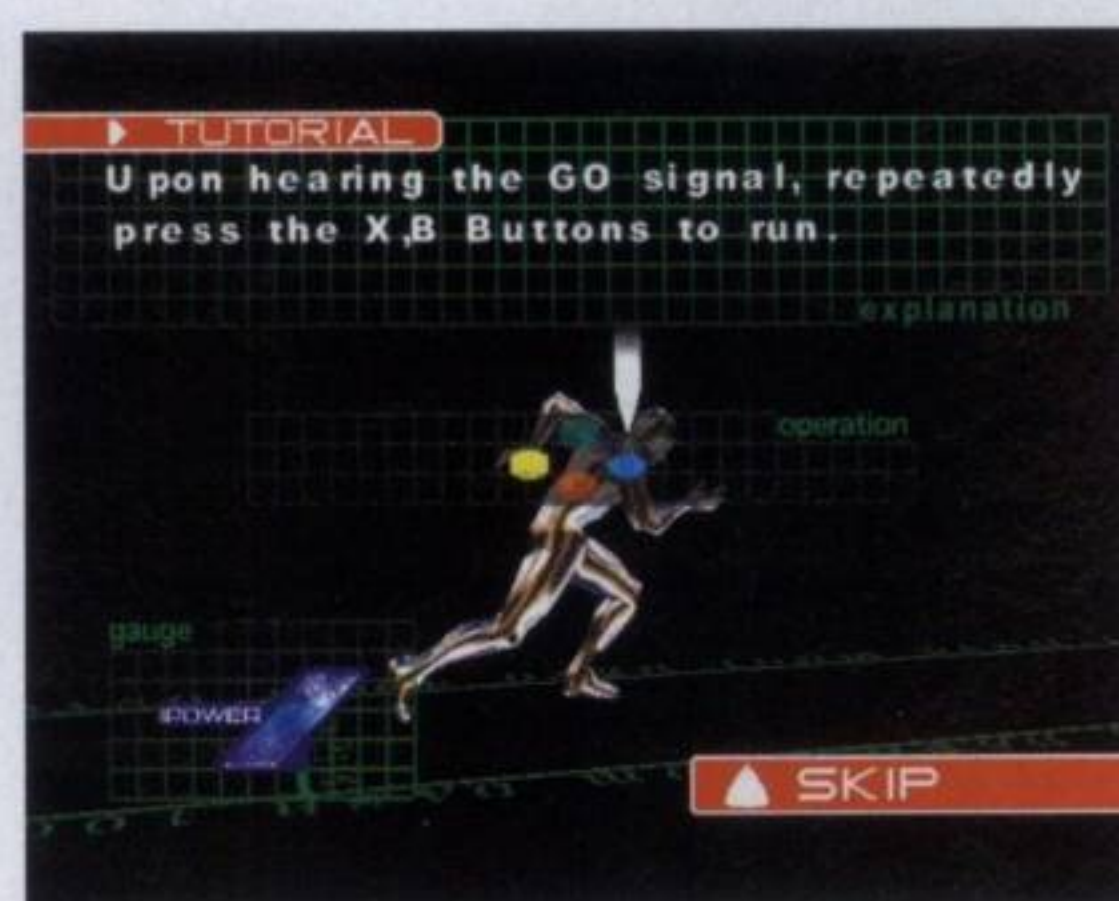 TUTORIAL
Upon hearing the GO signal, repeatedly
press the X,B Buttons to run.
explanation
operation
gauge
POWER
SKIP